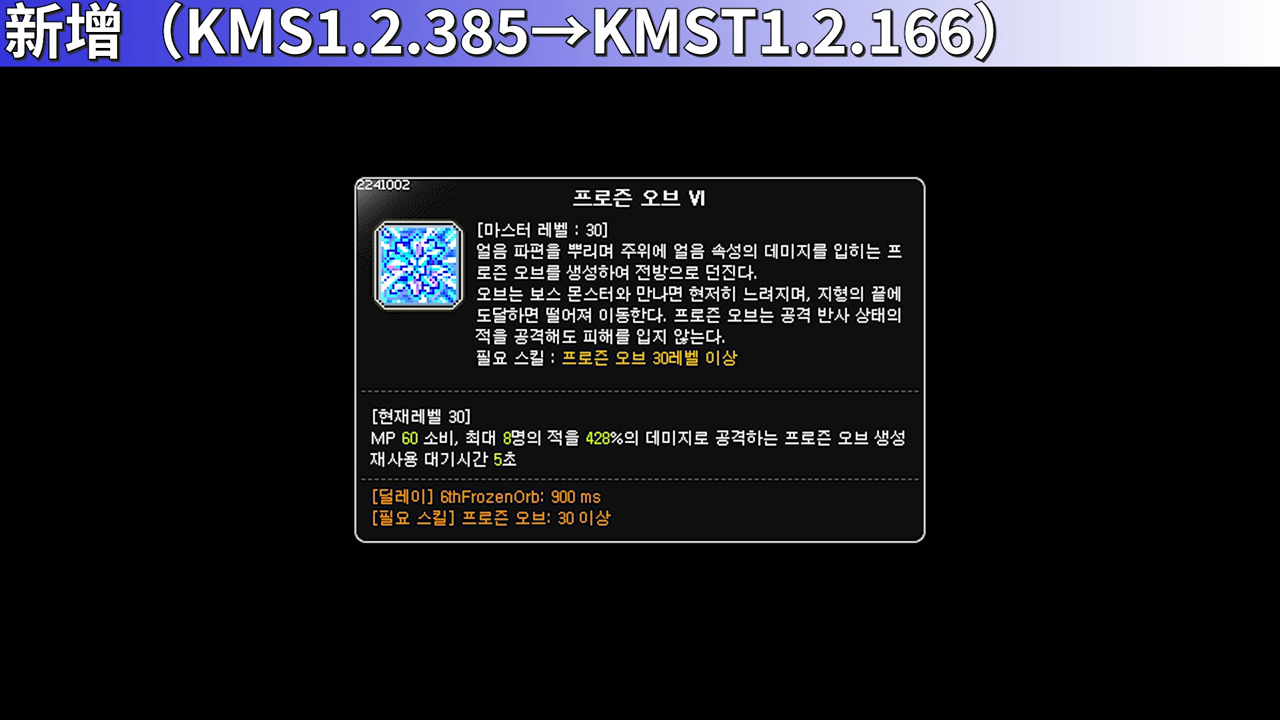 新增（KMS1.2.385→KMST1.2.166）
2241002
프로즌 오브 VI
[마스터 레벨 : 30]
얼음 파편을 뿌리며 주위에 얼음 속성의 데미지를 입히는 프
로즌 오브를 생성하여 전방으로 던진다.
오브는 보스 몬스터와 만나면 현저히 느려지며, 지형의 끝에
도달하면 떨어져 이동한다. 프로즌 오브는 공격 반사 상태의
적을 공격해도 피해를 입지 않는다.
필요 스킬 : 프로즌 오브 30레벨 이상
[현재레벨 30]
MP 60 소비, 최대 8명의 적을 428%의 데미지로 공격하는 프로즌 오브 생성
재사용 대기시간 5초
[딜레이] 6thFrozenOrb: 900 ms
[필요 스킬] 프로즌 오브: 30 이상